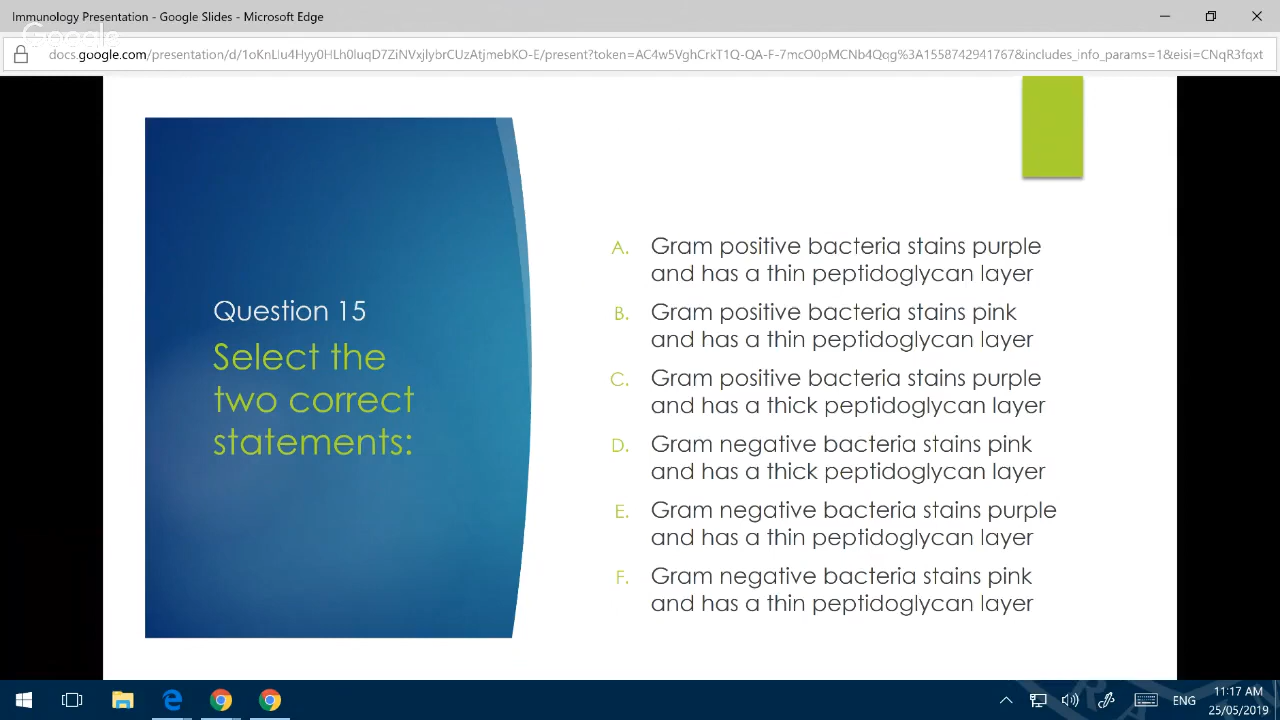 Immunology Presentation - Google Slides - Microsoft Edge
Google
docs.google.com/presentation/d/1oKnLlu4Hyy0HLh0luqD7ZiNVxjlybrCUzAtjmebKO-E/present?token=AC4w5VghCrkT1Q-QA-F-7mcO0pMCNb4Qqg%3A1558742941767&includes_info_params=1&eisi=CNqR3fqxt
Question 15
Select the
two correct
statements:
A. Gram positive bacteria stains purple
and has a thin peptidoglycan layer
B. Gram positive bacteria stains pink
and has a thin peptidoglycan layer
C. Gram positive bacteria stains purple
and has a thick peptidoglycan layer
D. Gram negative bacteria stains pink
and has a thick peptidoglycan layer
E. Gram negative bacteria stains purple
and has a thin peptidoglycan layer
F. Gram negative bacteria stains pink
and has a thin peptidoglycan layer
ENG
11:17 AM
25/05/2019